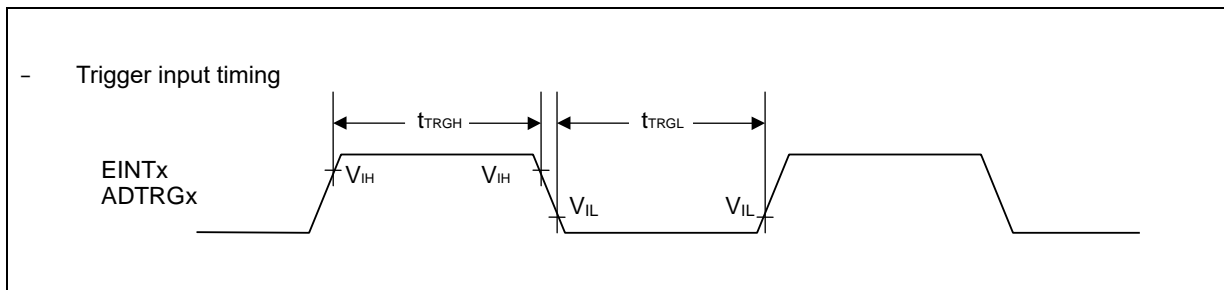 – Trigger input timing
tTRGH tTRGL
EINTx
ADTRGx
VIH VIH
VIL VIL